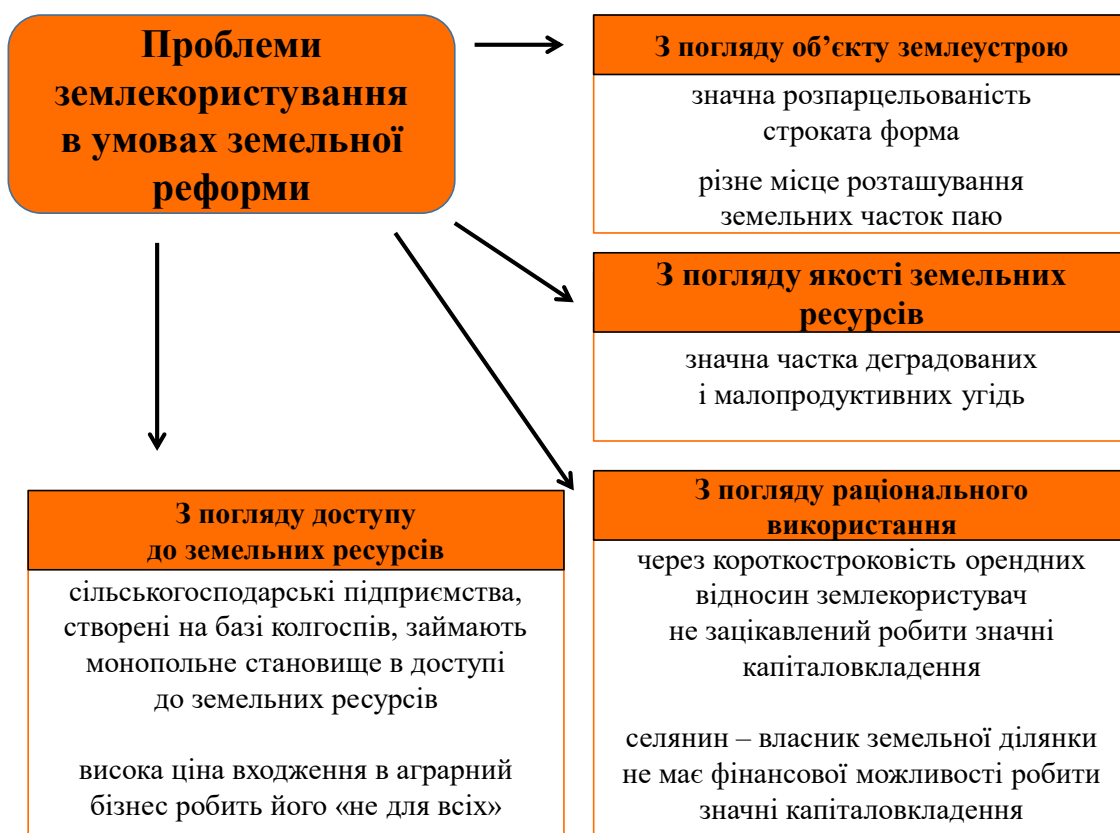 Проблеми
землекористування
в умовах земельної
реформи
З погляду об’єкту землеустрою
значна розпарцельованість
строката форма
різне місце розташування
земельних часток паю
З погляду якості земельних
ресурсів
значна частка деградованих
і малопродуктивних угідь
З погляду доступу
до земельних ресурсів
сільськогосподарські підприємства,
створені на базі колгоспів, займають
монопольне становище в доступі
до земельних ресурсів
висока ціна входження в аграрний
бізнес робить його «не для всіх»
З погляду раціонального
використання
через короткостроковість орендних
відносин землекористувач
не зацікавлений робити значні
капіталовкладення
селянин – власник земельної ділянки
не має фінансової можливості робити
значні капіталовкладення